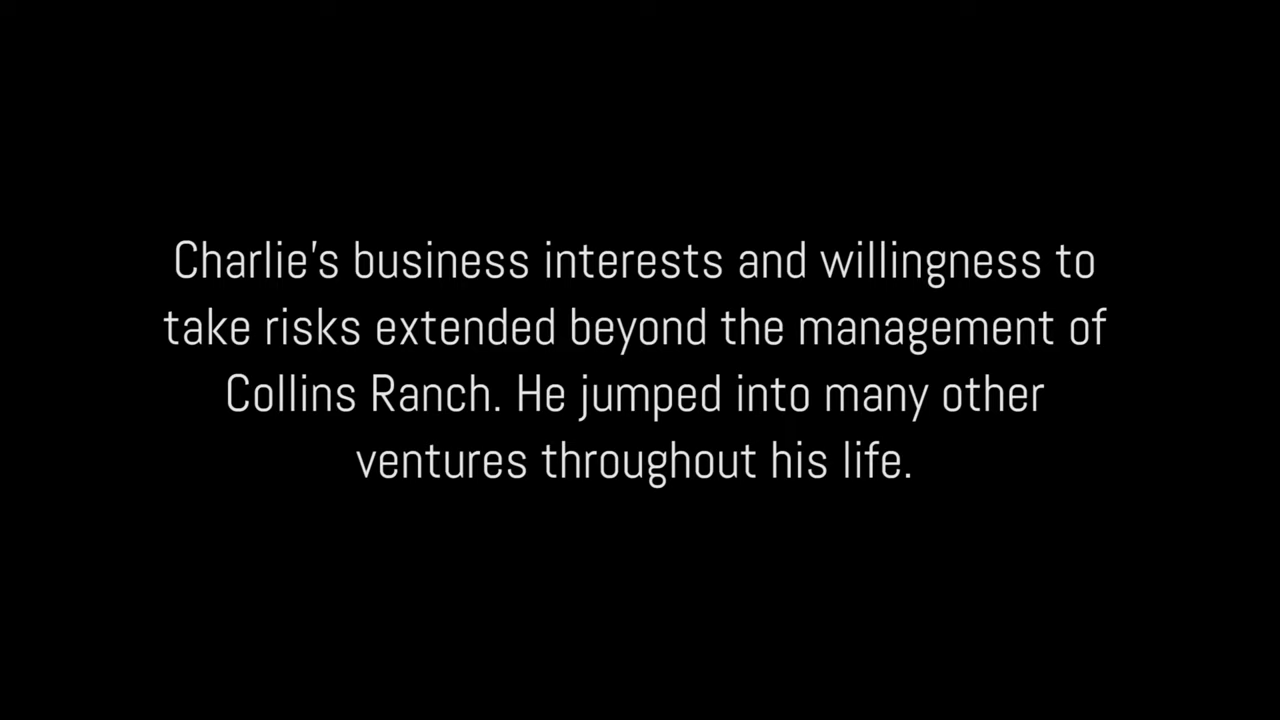 Charlie's business interests and willingness to
take risks extended beyond the management of
Collins Ranch. He jumped into many other
ventures throughout his life.